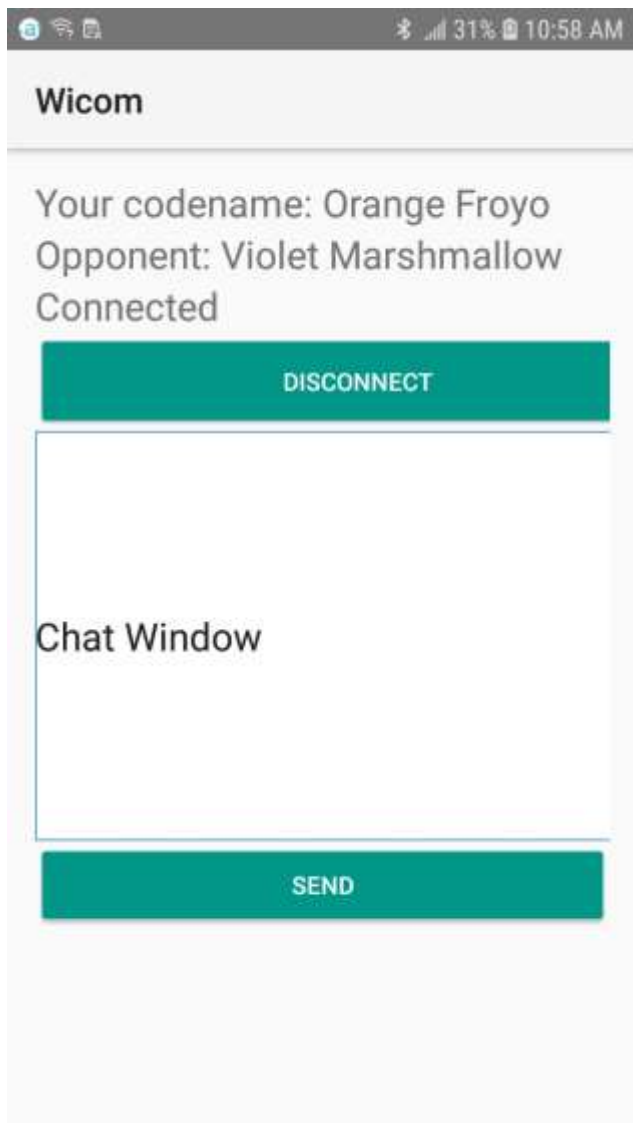 31% 10:58 AM
Wicom
Your codename: Orange Froyo
Opponent: Violet Marshmallow
Connected
DISCONNECT
Chat Window
SEND